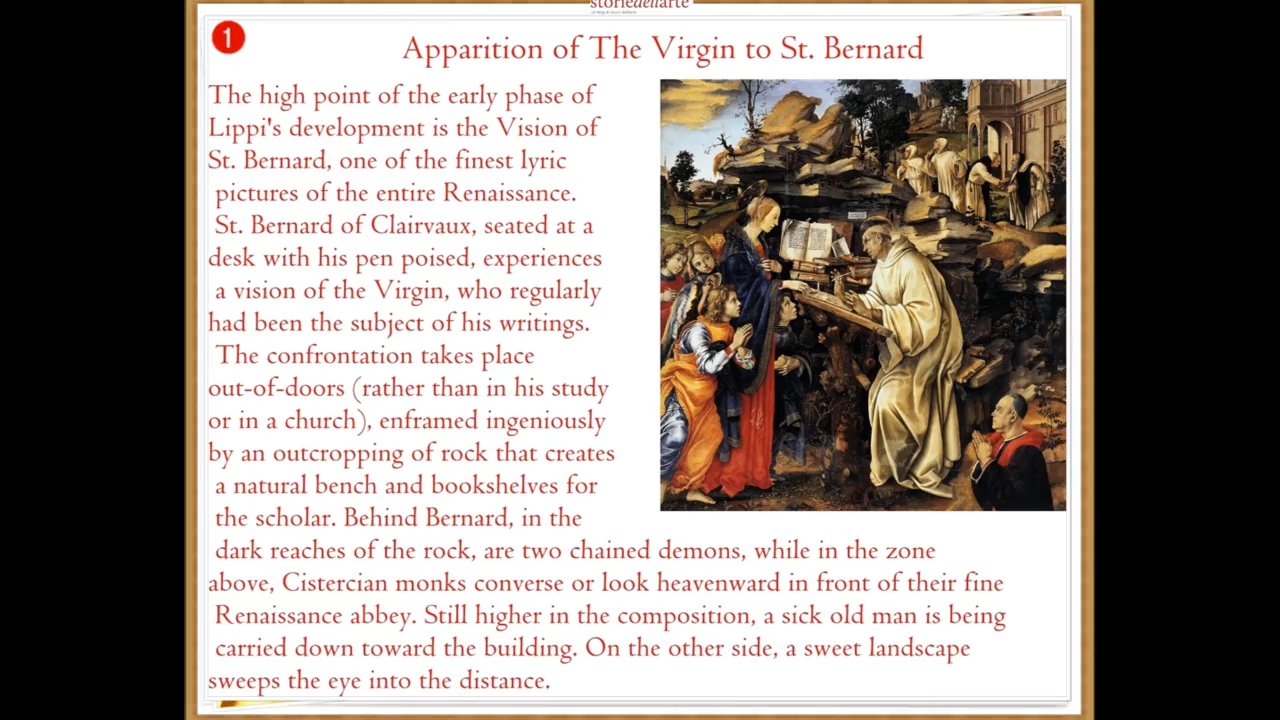 storiedellarte
1
Apparition of The Virgin to St. Bernard
The high point of the early phase of
Lippi's development is the Vision of
St. Bernard, one of the finest lyric
pictures of the entire Renaissance.
St. Bernard of Clairvaux, seated at a
desk with his pen poised, experiences
a vision of the Virgin, who regularly
had been the subject of his writings.
The confrontation takes place
out-of-doors (rather than in his study
or in a church), enframed ingeniously
by an outcropping of rock that creates
a natural bench and bookshelves for
the scholar. Behind Bernard, in the
dark reaches of the rock, are two chained demons, while in the zone
above, Cistercian monks converse or look heavenward in front of their fine
Renaissance abbey. Still higher in the composition, a sick old man is being
carried down toward the building. On the other side, a sweet landscape
sweeps the eye into the distance.